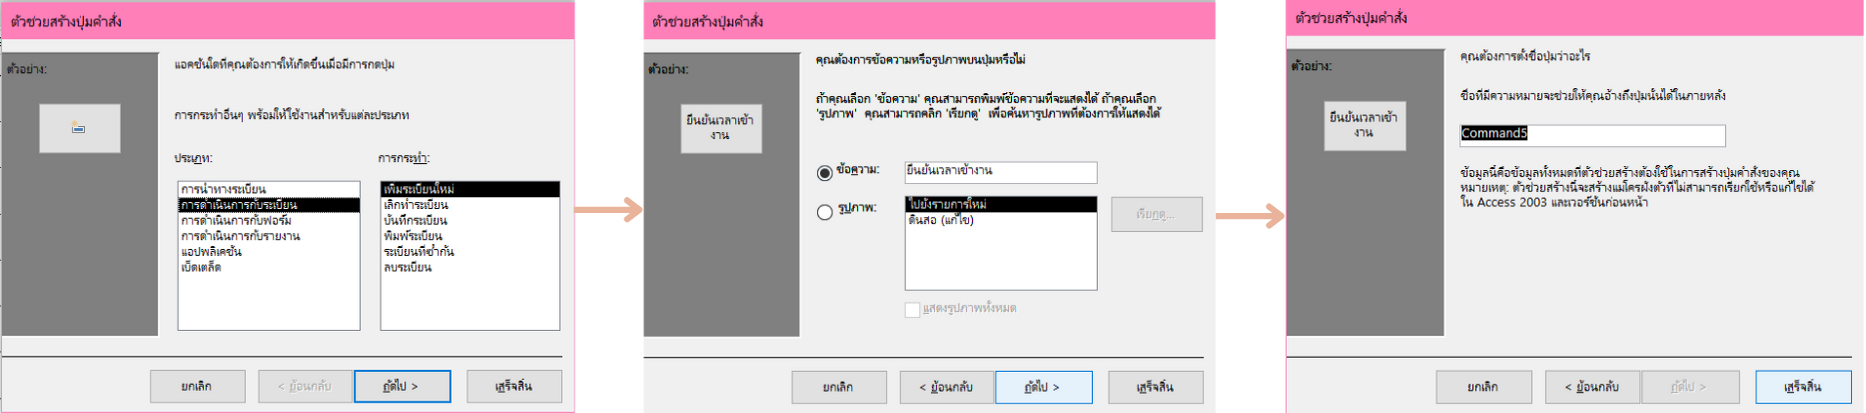 ตัวช่วยสร้างปุ่มคำสั่ง
ตัวอย่าง:
แอคชันใดที่คุณต้องการให้เกิดขึ้นเมื่อมีการกดปุ่ม
การกระทำอื่นๆ พร้อมให้ใช้งานสำหรับแต่ละประเภท
ประเภท:
การนำทางระเบียน
การดำเนินการกับระเบียน
การดำเนินการกับฟอร์ม
การดำเนินการกับรายงาน
แอปพลิเคชัน
เบ็ดเตล็ด
การกระทำ:
เพิ่มระเบียนใหม่
เลิกทำระเบียน
บันทึกระเบียน
พิมพ์ระเบียน
ระเบียนที่ซ้ำกัน
ลบระเบียน
ยกเลิก
< ย้อนกลับ
ถัดไป >
เสร็จสิ้น
ตัวช่วยสร้างปุ่มคำสั่ง
ตัวอย่าง:
ยืนยันเวลาเข้า
งาน
คุณต้องการข้อความหรือรูปภาพบนปุ่มหรือไม่
ถ้าคุณเลือก 'ข้อความ' คุณสามารถพิมพ์ข้อความที่จะแสดงได้ ถ้าคุณเลือก
'รูปภาพ' คุณสามารถคลิก 'เรียกดู' เพื่อค้นหารูปภาพที่ต้องการให้แสดงได้
ข้อความ:
ยืนยันเวลาเข้างาน
รูปภาพ:
ไปยังรายการใหม่
ดินสอ (แก้ไข)
เรียกดู...
แสดงรูปภาพทั้งหมด
ยกเลิก
< ย้อนกลับ
ถัดไป >
เสร็จสิ้น
ตัวช่วยสร้างปุ่มคำสั่ง
ตัวอย่าง:
ยืนยันเวลาเข้า
งาน
คุณต้องการตั้งชื่อปุ่มว่าอะไร
ชื่อที่มีความหมายจะช่วยให้คุณอ้างถึงปุ่มนั้นได้ในภายหลัง
Command5
ข้อมูลนี้คือข้อมูลทั้งหมดที่ตัวช่วยสร้างต้องใช้ในการสร้างปุ่มคำสั่งของคุณ
หมายเหตุ: ตัวช่วยสร้างนี้จะสร้างแมโครฝังตัวที่ไม่สามารถเรียกใช้หรือแก้ไขได้
ใน Access 2003 และเวอร์ชันก่อนหน้า
ยกเลิก
< ย้อนกลับ
ถัดไป >
เสร็จสิ้น